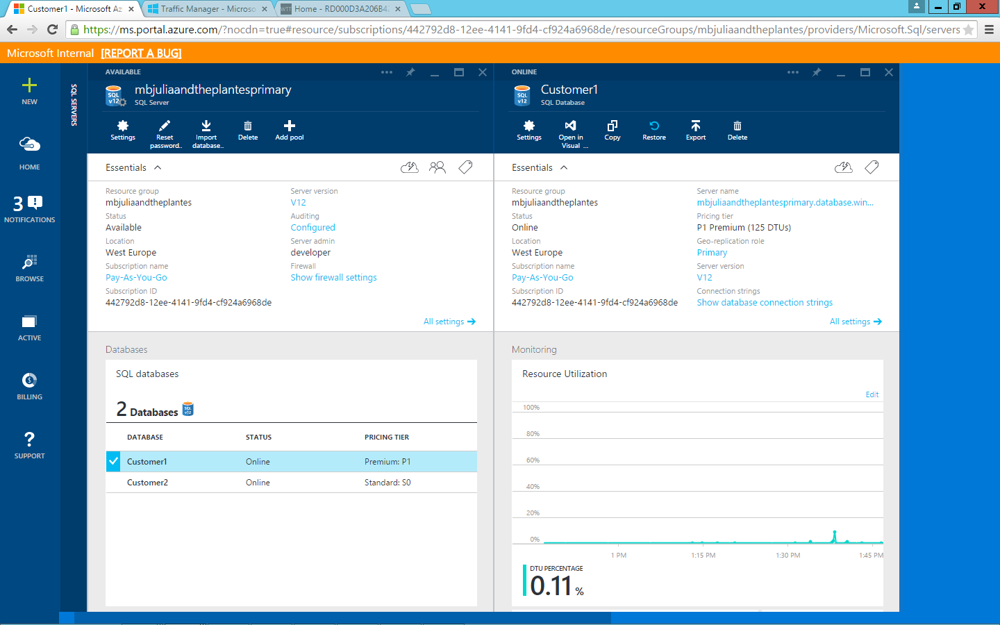 Customer1 - Microsoft Az
Traffic Manager - Microso
WTT Home - RD000D3A206B42
https://ms.portal.azure.com/?nocdn=true#resource/subscriptions/442792d8-12ee-4141-9fd4-cf924a6968de/resourceGroups/mbjuliaandtheplantes/providers/Microsoft.Sql/servers
Microsoft Internal [REPORT A BUG]
NEW
HOME
3
NOTIFICATIONS
BROWSE
ACTIVE
BILLING
SUPPORT
SQL SERVERS
AVAILABLE
mbjuliaandtheplantesprimary
SQL Server
SQL
v12
Settings
Reset
password..
Import
database..
Delete
Add pool
Essentials
Resource group
mbjuliaandtheplantes
Status
Available
Location
West Europe
Subscription name
Pay-As-You-Go
Subscription ID
442792d8-12ee-4141-9fd4-cf924a6968de
Server version
V12
Auditing
Configured
Server admin
developer
Firewall
Show firewall settings
All settings
Databases
SQL databases
2 Databases
SQL
v12
DATABASE STATUS PRICING TIER
Customer1 Online Premium: P1
Customer2 Online Standard: S0
ONLINE
Customer1
SQL Database
SQL
v12
Settings
Open in
Visual ...
Copy
Restore
Export
Delete
Essentials
Resource group
mbjuliaandtheplantes
Status
Online
Location
West Europe
Subscription name
Pay-As-You-Go
Subscription ID
442792d8-12ee-4141-9fd4-cf924a6968de
Server name
mbjuliaandtheplantesprimary.database.win...
Pricing tier
P1 Premium (125 DTUs)
Geo-replication role
Primary
Server version
V12
Connection strings
Show database connection strings
All settings
Monitoring
Resource Utilization
Edit
100%
80%
60%
40%
20%
0%
1 PM 1:15 PM 1:30 PM 1:45 PM
DTU PERCENTAGE
0.11 %